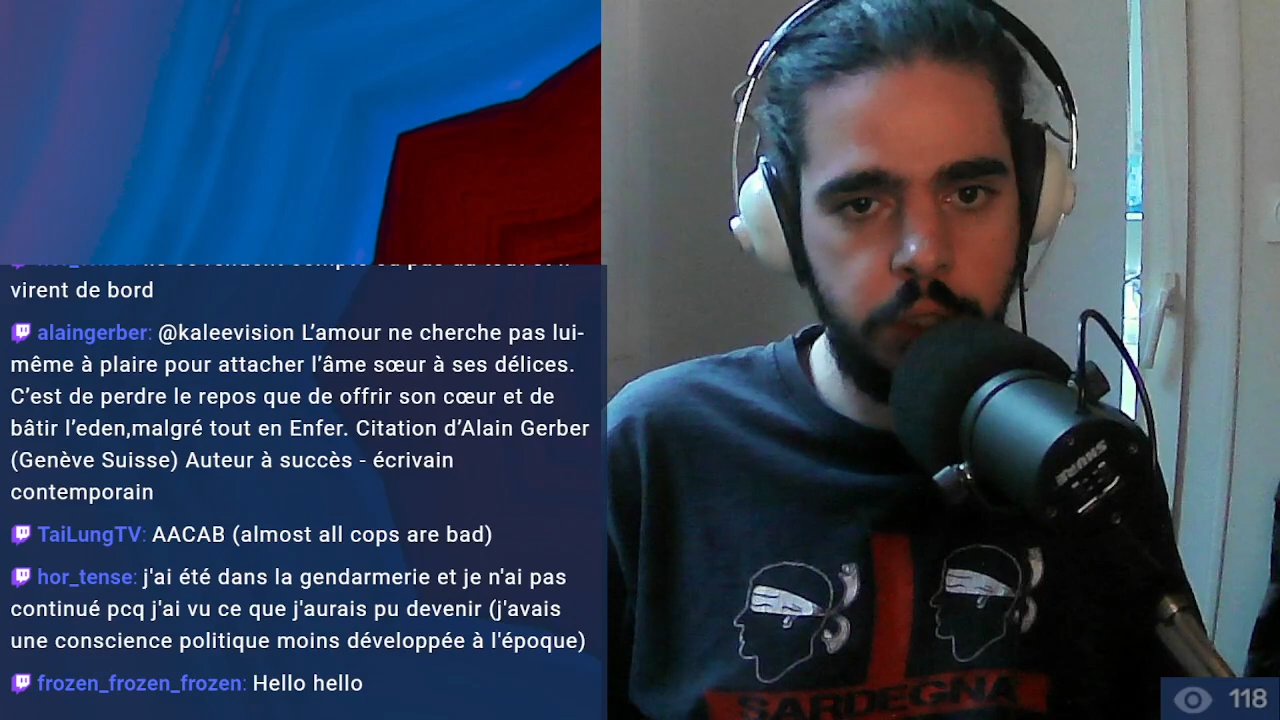 virent de bord
alaingerber: @kaleevision L’amour ne cherche pas lui-
même à plaire pour attacher l’âme sœur à ses délices.
C’est de perdre le repos que de offrir son cœur et de
bâtir l’eden,malgré tout en Enfer. Citation d’Alain Gerber
(Genève Suisse) Auteur à succès - écrivain
contemporain
TaiLungTV: AACAB (almost all cops are bad)
hor_tense: j'ai été dans la gendarmerie et je n'ai pas
continué pcq j'ai vu ce que j'aurais pu devenir (j'avais
une conscience politique moins développée à l'époque)
frozen_frozen_frozen: Hello hello
SHURE
SARDEGNA
118